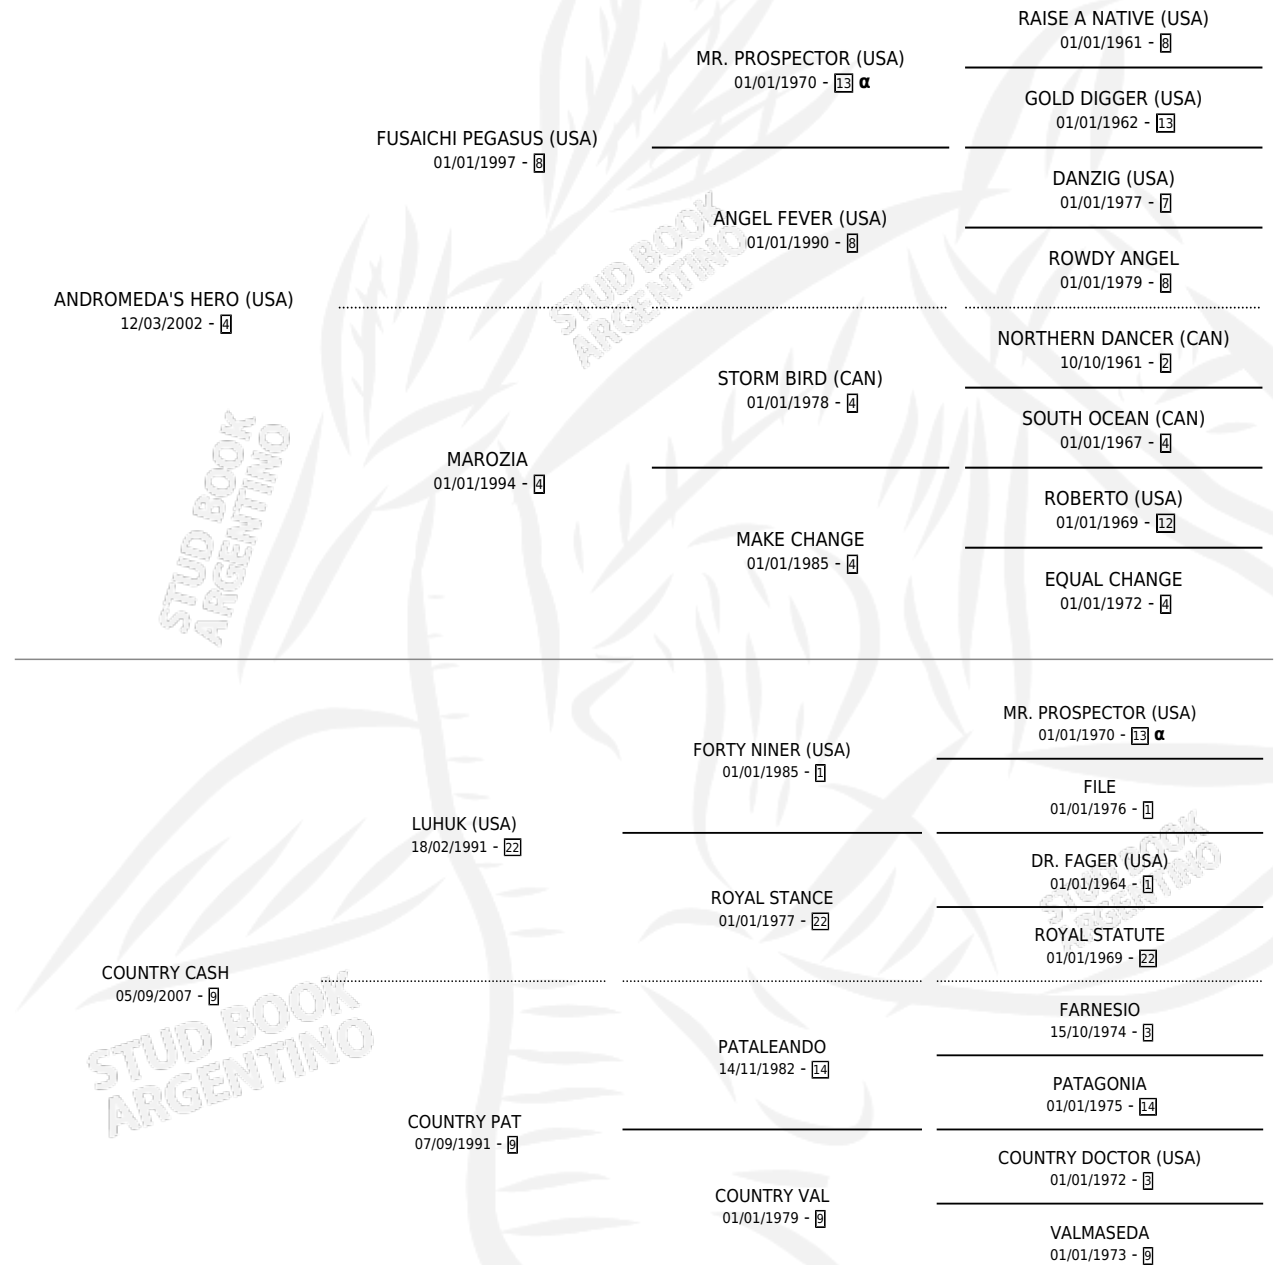 RAISE A NATIVE (USA)
01/01/1961 - 8
MR. PROSPECTOR (USA)
01/01/1970 - 13 α
GOLD DIGGER (USA)
01/01/1962 - 13
FUSAICHI PEGASUS (USA)
01/01/1997 - 8
DANZIG (USA)
01/01/1977 - 7
ANGEL FEVER (USA)
01/01/1990 - 8
ROWDY ANGEL
01/01/1979 - 8
STUD BOOK
ARGENTINO
ANDROMEDA'S HERO (USA)
12/03/2002 - 4
NORTHERN DANCER (CAN)
10/10/1961 - 2
STORM BIRD (CAN)
01/01/1978 - 4
SOUTH OCEAN (CAN)
01/01/1967 - 4
MAROZIA
01/01/1994 - 4
ROBERTO (USA)
01/01/1969 - 12
MAKE CHANGE
01/01/1985 - 4
EQUAL CHANGE
01/01/1972 - 4
STUD BOOK
ARGENTINO
MR. PROSPECTOR (USA)
01/01/1970 - 13 α
FORTY NINER (USA)
01/01/1985 - 1
FILE
01/01/1976 - 1
LUHUK (USA)
18/02/1991 - 22
DR. FAGER (USA)
01/01/1964 - 1
ROYAL STANCE
01/01/1977 - 22
ROYAL STATUTE
01/01/1969 - 22
STUD BOOK
ARGENTINO
COUNTRY CASH
05/09/2007 - 9
FARNESIO
15/10/1974 - 3
PATALEANDO
14/11/1982 - 14
PATAGONIA
01/01/1975 - 14
COUNTRY PAT
07/09/1991 - 9
COUNTRY DOCTOR (USA)
01/01/1972 - 3
COUNTRY VAL
01/01/1979 - 9
VALMASEDA
01/01/1973 - 9
STUD BOOK
ARGENTINO